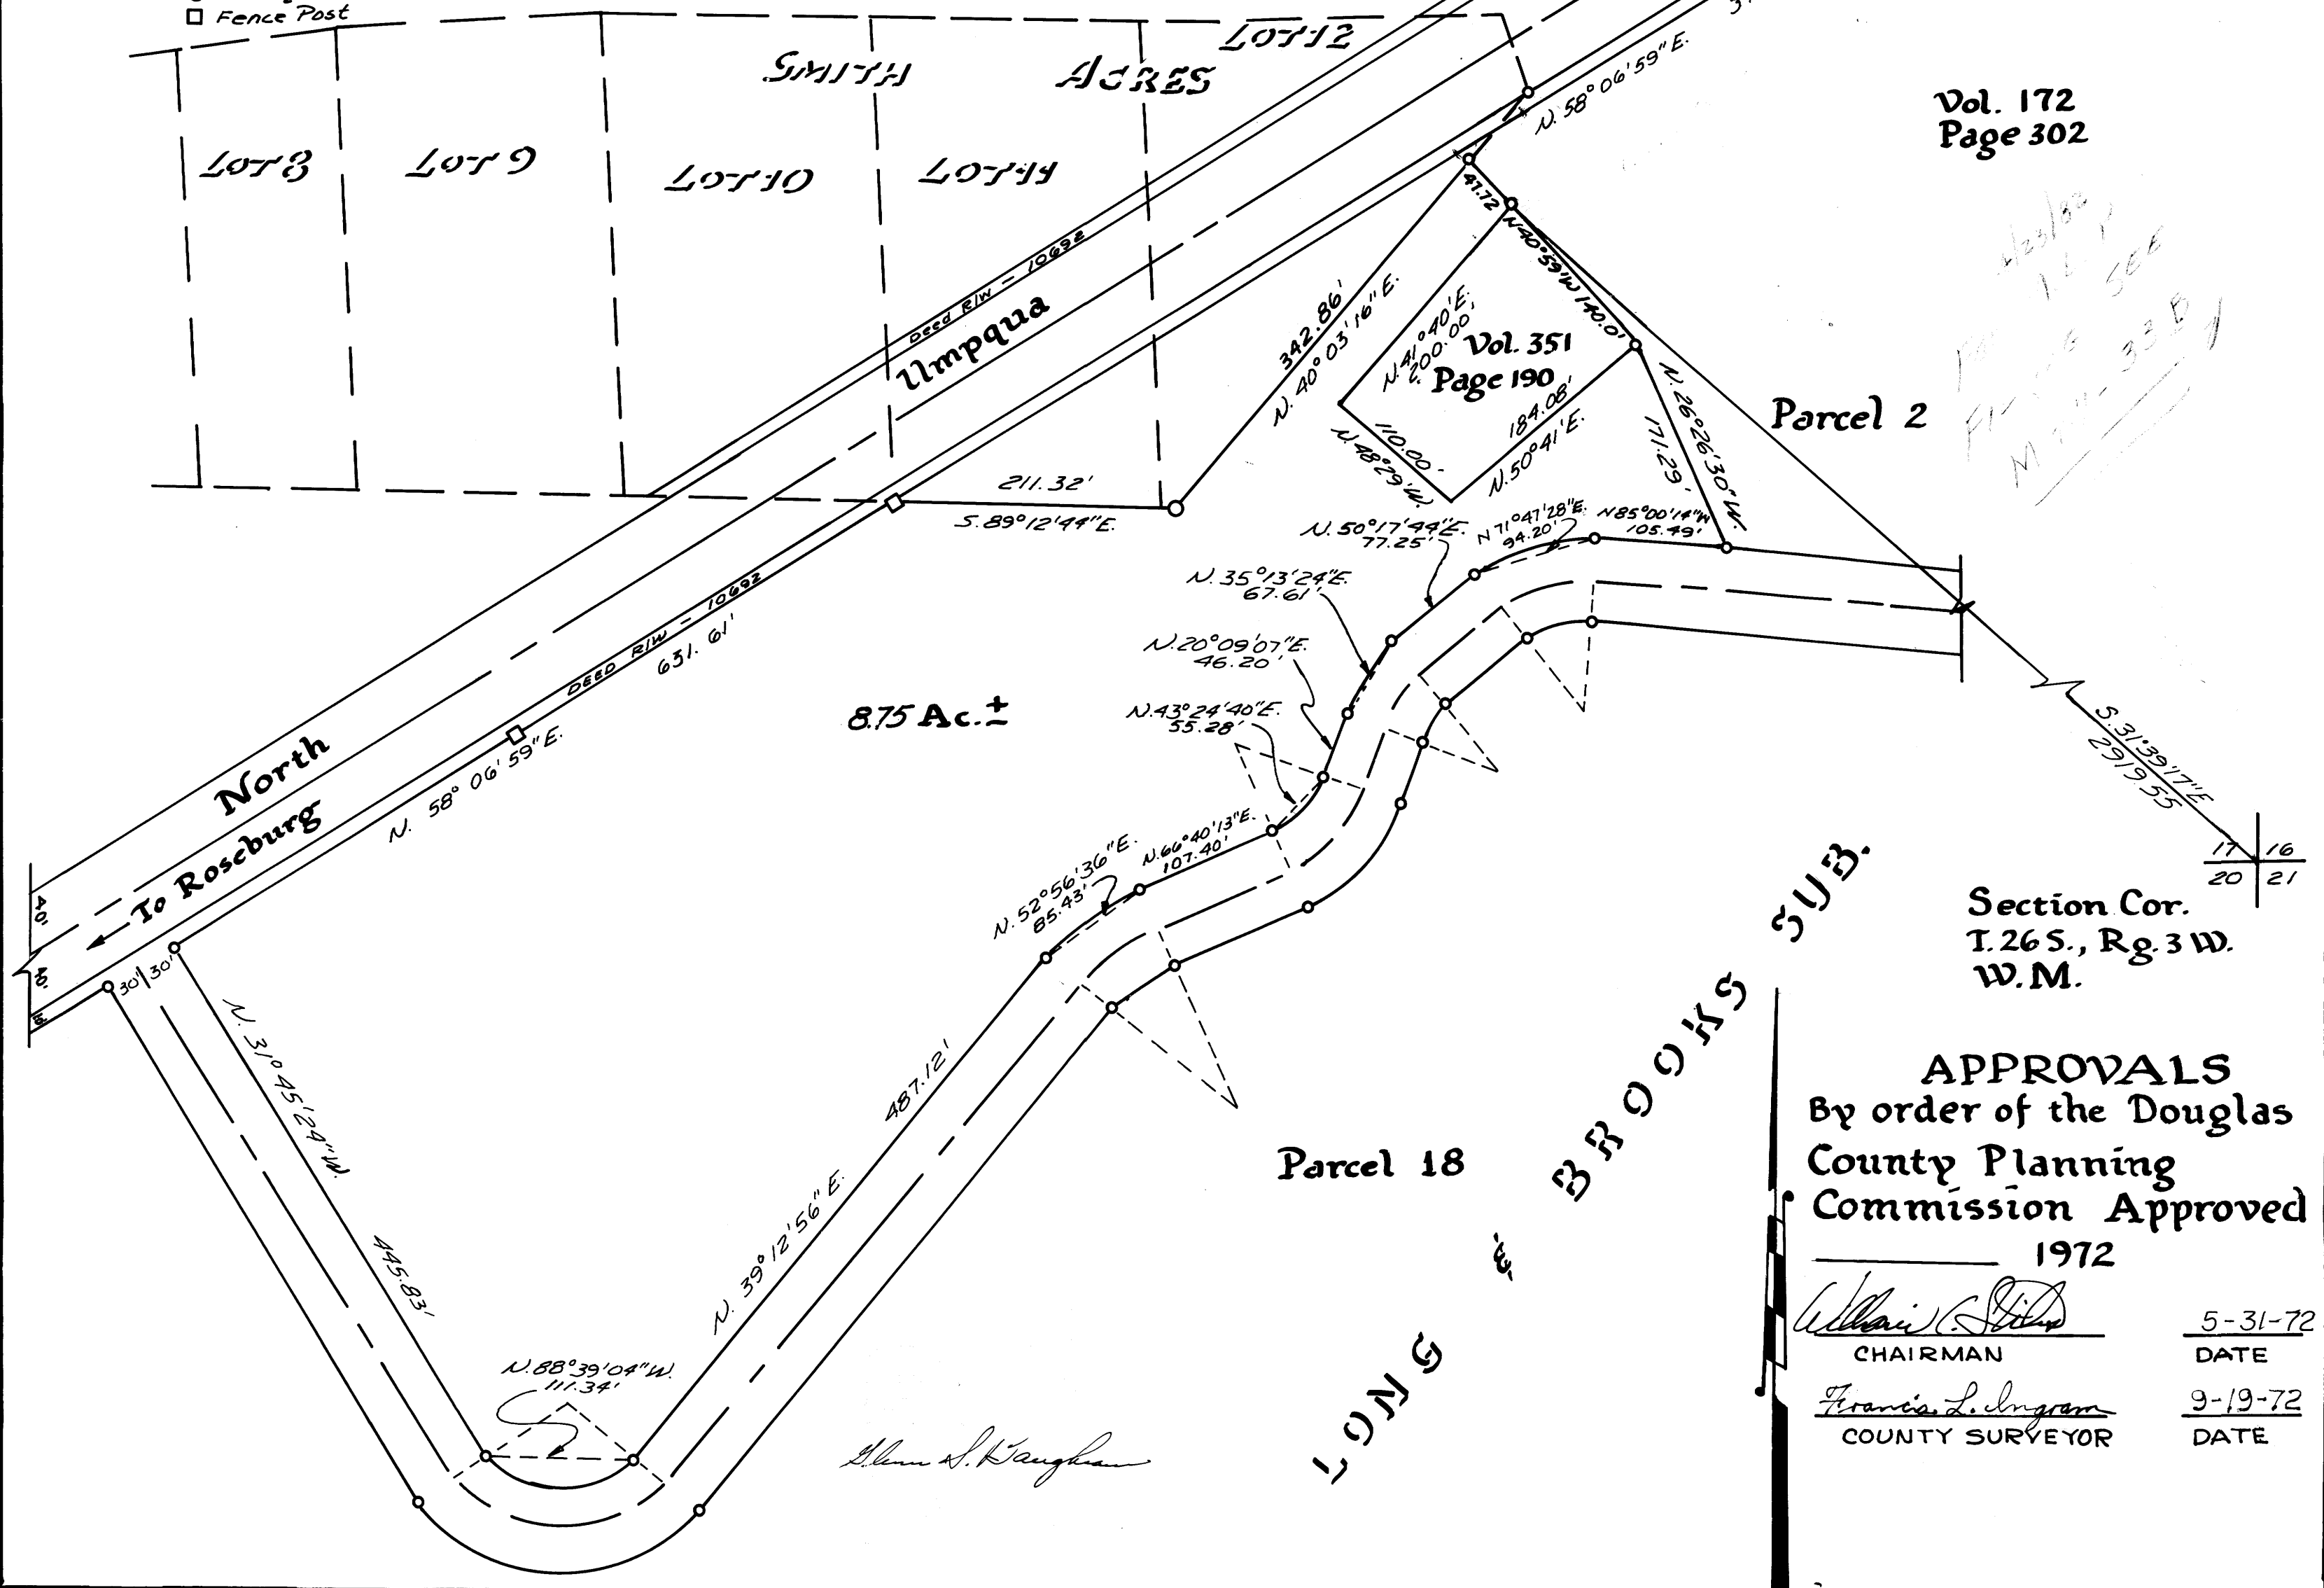 Fence Post
LOT 12
SMITH ACRES
LOT 8
LOT 9
LOT 10
LOT 11
N. 58° 06' 59" E.
Vol. 172
Page 302
DEED R/W - 10692
Umpqua
47.72
N40°59'W 140.0'
342.86'
N. 40° 03' 16" E.
N. 41° 40' E.
200.00'
Vol. 351
Page 190
184.08'
N. 50° 41' E.
110.00'
N. 48° 29' W.
N. 26° 26' 30" W.
171.29'
Parcel 2
SEE
211.32'
S. 89° 12' 44" E.
N. 50° 17' 44" E.
77.25'
N 71° 47' 28" E.
94.20'
N 85° 00' 14" W
105.49'
N. 35° 13' 24" E.
67.61'
N. 20° 09' 07" E.
46.20'
N. 43° 24' 40" E.
55.28'
DEED R/W - 10692
631.61'
8.75 Ac. ±
N. 58° 06' 59" E.
North
To Roseburg
40'
40'
30' 30'
S. 31° 39' 17" E
2919.55
17 16
20 21
Section Cor.
T. 26 S., Rg. 3 W.
W.M.
N. 66° 40' 13" E.
107.40'
N. 52° 56' 36" E.
85.43'
N. 31° 45' 24" W.
445.83'
487.12'
N. 39° 12' 56" E.
N. 88° 39' 04" W.
111.34'
Parcel 18
LONG & BROOKS SUB.
APPROVALS
By order of the Douglas
County Planning
Commission Approved
1972
5-31-72
CHAIRMAN DATE
Francis L. Ingram 9-19-72
COUNTY SURVEYOR DATE